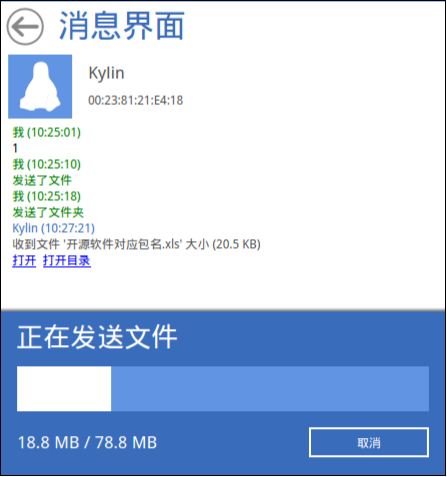 消息界面
Kylin
00:23:81:21:E4:18
我 (10:25:01)
1
我 (10:25:10)
发送了文件
我 (10:25:18)
发送了文件夹
Kylin (10:27:21)
收到文件 '开源软件对应包名.xls' 大小 (20.5 KB)
打开 打开目录
正在发送文件
18.8 MB / 78.8 MB
取消